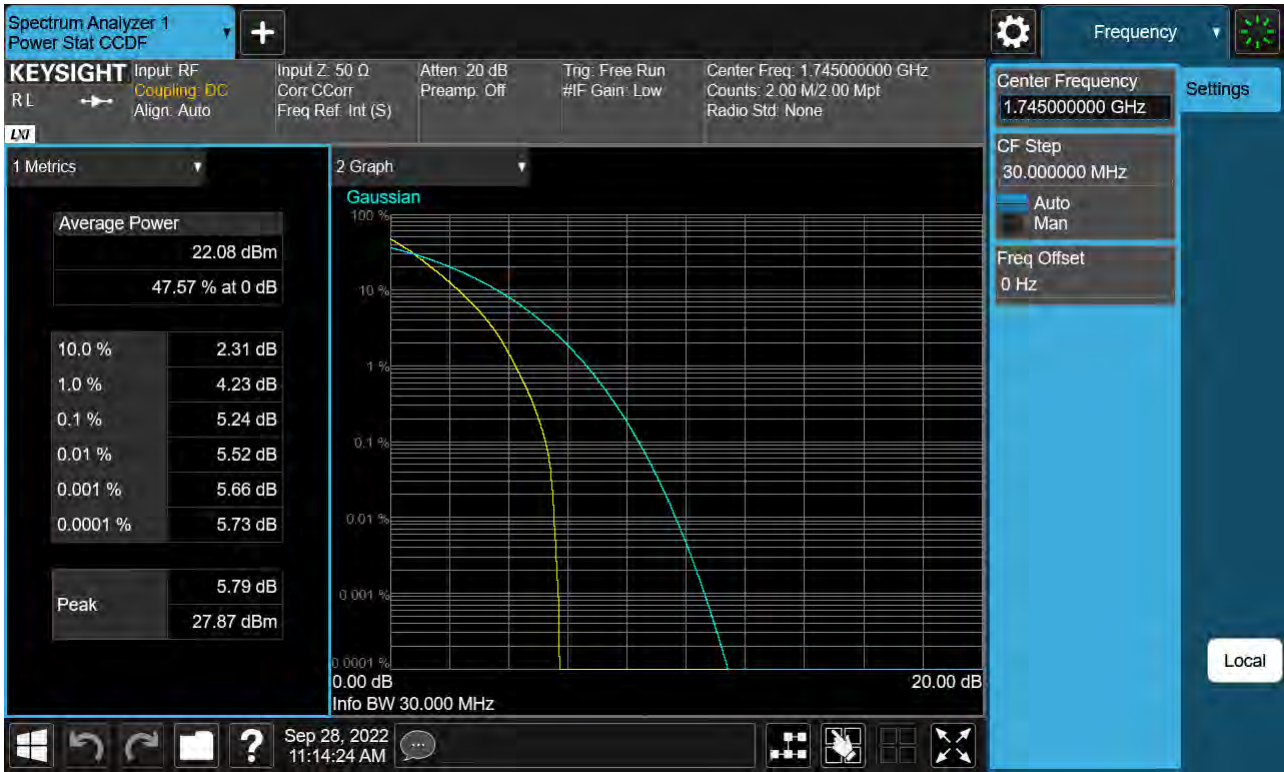 Spectrum Analyzer 1
Power Stat CCDF
+
Frequency
KEYSIGHT
RL
LXI
Input: RF
Coupling: DC
Align: Auto
Input Z: 50 Ω
Corr CCorr
Freq Ref: Int (S)
Atten: 20 dB
Preamp: Off
Trig: Free Run
#IF Gain: Low
Center Freq: 1.745000000 GHz
Counts: 2.00 M/2.00 Mpt
Radio Std: None
Center Frequency
1.745000000 GHz
Settings
CF Step
30.000000 MHz
Auto
Man
Freq Offset
0 Hz
Local
1 Metrics
Average Power
22.08 dBm
47.57 % at 0 dB
10.0 % 2.31 dB
1.0 % 4.23 dB
0.1 % 5.24 dB
0.01 % 5.52 dB
0.001 % 5.66 dB
0.0001 % 5.73 dB
Peak
5.79 dB
27.87 dBm
2 Graph
Gaussian
100 %
10 %
1 %
0.1 %
0.01 %
0.001 %
0.0001 %
0.00 dB 20.00 dB
Info BW 30.000 MHz
?
Sep 28, 2022
11:14:24 AM